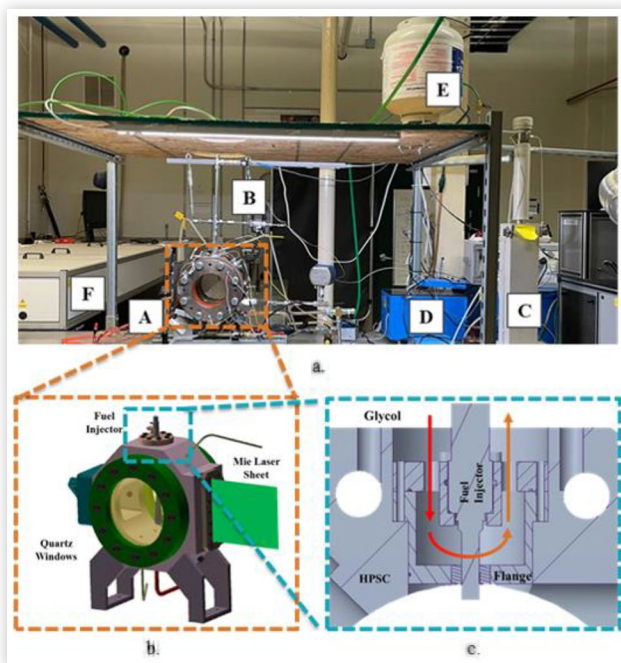 E
B
F
A
D
C
a.
Fuel
Injector
Mie Laser
Sheet
Quartz
Windows
b.
Glycol
Fuel
Injector
HPSC
Flange
c.